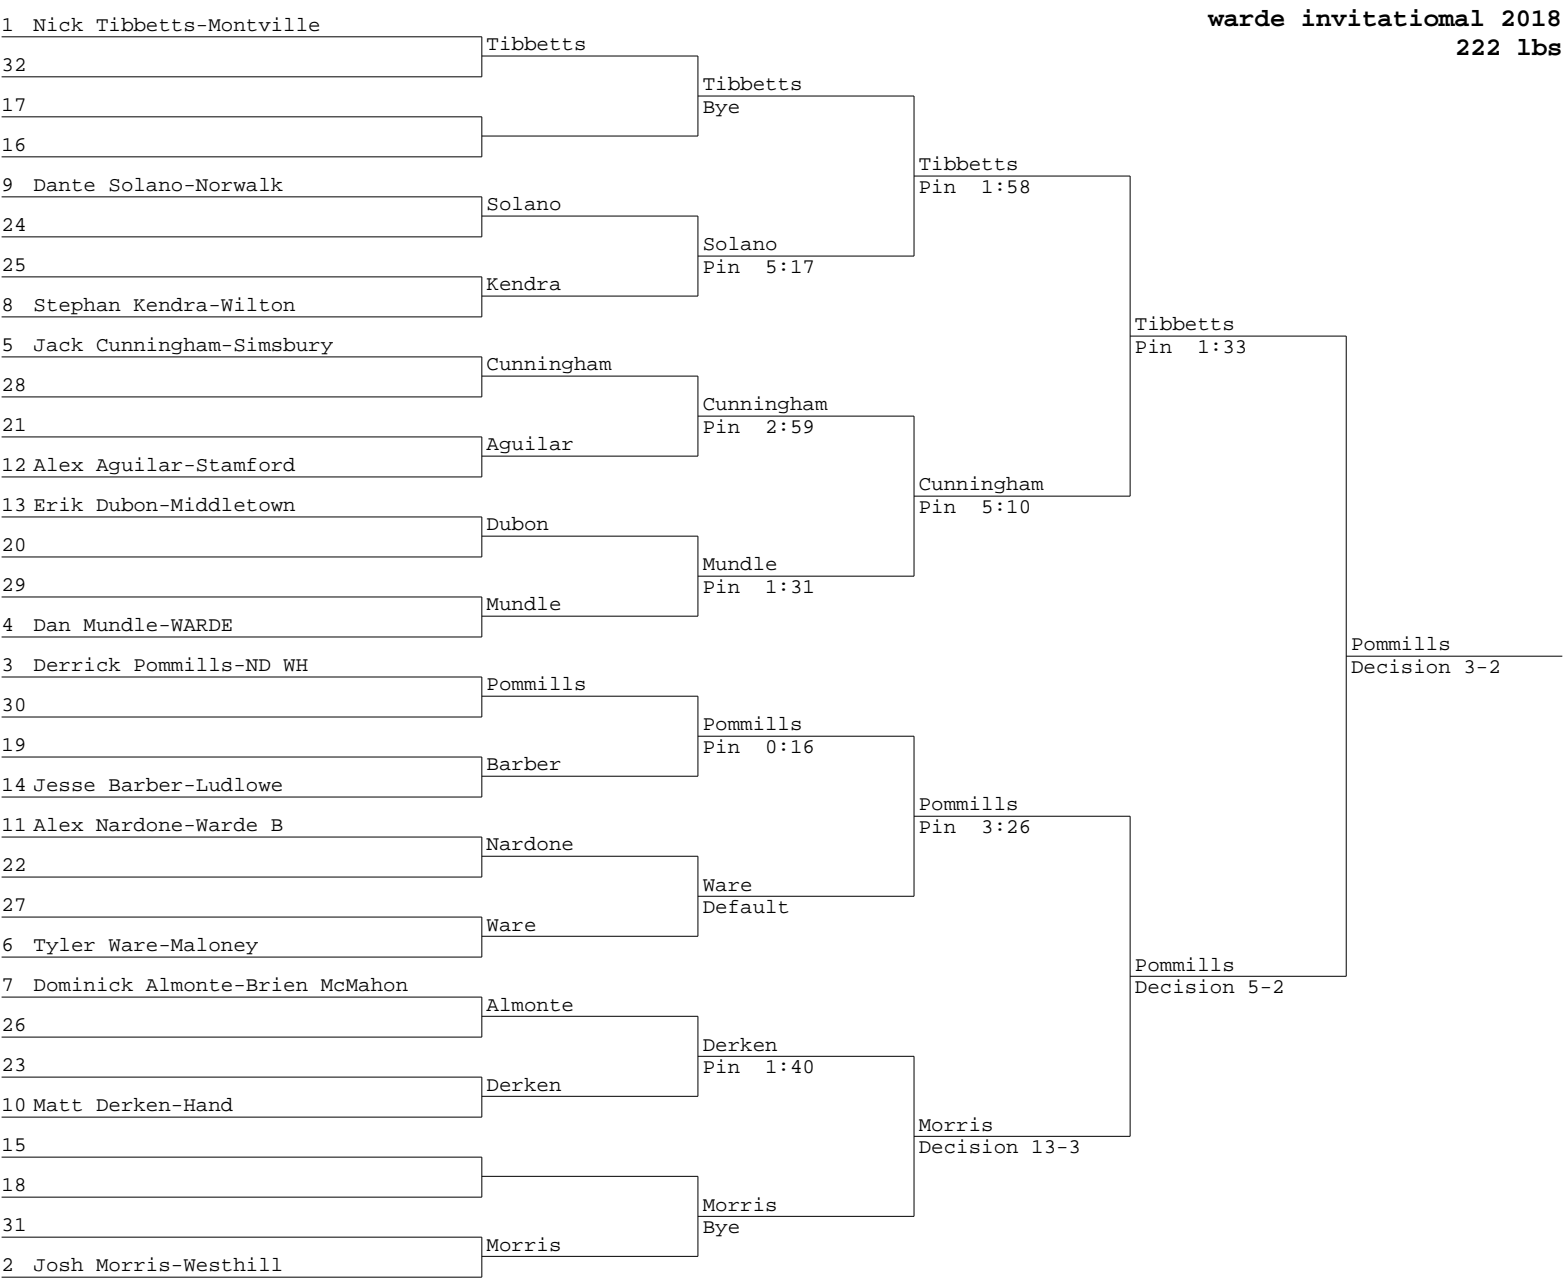 warde invitatiomal 2018
222 lbs
1 Nick Tibbetts-Montville
32
17
16
9 Dante Solano-Norwalk
24
25
8 Stephan Kendra-Wilton
5 Jack Cunningham-Simsbury
28
21
12 Alex Aguilar-Stamford
13 Erik Dubon-Middletown
20
29
4 Dan Mundle-WARDE
3 Derrick Pommills-ND WH
30
19
14 Jesse Barber-Ludlowe
11 Alex Nardone-Warde B
22
27
6 Tyler Ware-Maloney
7 Dominick Almonte-Brien McMahon
26
23
10 Matt Derken-Hand
15
18
31
2 Josh Morris-Westhill
Tibbetts
Solano
Kendra
Cunningham
Aguilar
Dubon
Mundle
Pommills
Barber
Nardone
Ware
Almonte
Derken
Morris
Tibbetts
Bye
Solano
Pin 5:17
Cunningham
Pin 2:59
Mundle
Pin 1:31
Pommills
Pin 0:16
Ware
Default
Derken
Pin 1:40
Morris
Bye
Tibbetts
Pin 1:58
Cunningham
Pin 5:10
Pommills
Pin 3:26
Morris
Decision 13-3
Tibbetts
Pin 1:33
Pommills
Decision 5-2
Pommills
Decision 3-2